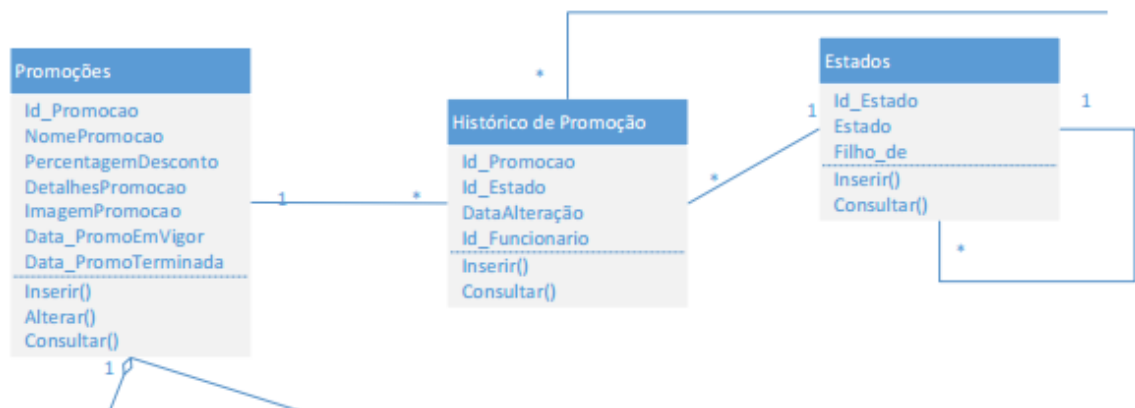 Promoções
Id_Promocao
NomePromocao
PercentagemDesconto
DetalhesPromocao
ImagemPromocao
Data_PromoEmVigor
Data_PromoTerminada
Inserir()
Alterar()
Consultar()
1
1
*
*
Histórico de Promoção
Id_Promocao
Id_Estado
DataAlteração
Id_Funcionario
Inserir()
Consultar()
*
1
Estados
Id_Estado
Estado
Filho_de
Inserir()
Consultar()
1
*